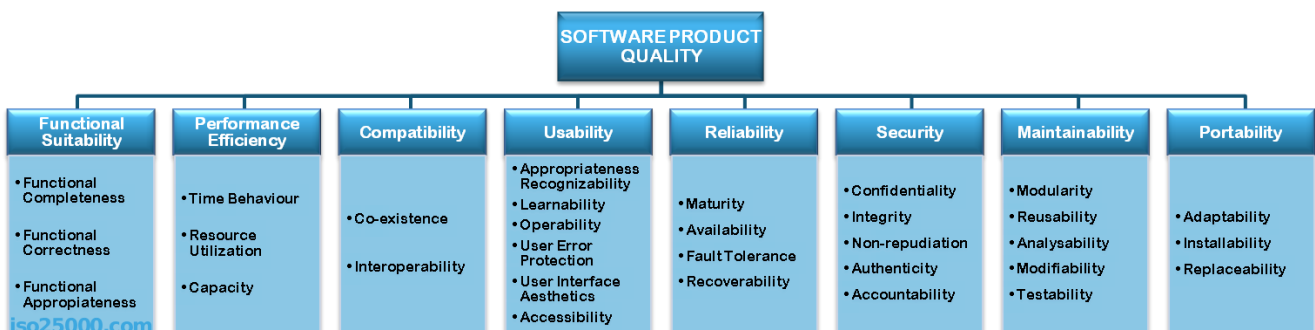 SOFTWARE PRODUCT
QUALITY
Functional
Suitability
• Functional
Completeness
• Functional
Correctness
• Functional
Appropiateness
Performance
Efficiency
• Time Behaviour
• Resource
Utilization
• Capacity
Compatibility
• Co-existence
• Interoperability
Usability
• Appropriateness
Recognizability
• Learnability
• Operability
• User Error
Protection
• User Interface
Aesthetics
• Accessibility
Reliability
• Maturity
• Availability
• Fault Tolerance
• Recoverability
Security
• Confidentiality
• Integrity
• Non-repudiation
• Authenticity
• Accountability
Maintainability
• Modularity
• Reusability
• Analysability
• Modifiability
• Testability
Portability
• Adaptability
• Installability
• Replaceability
iso25000.com